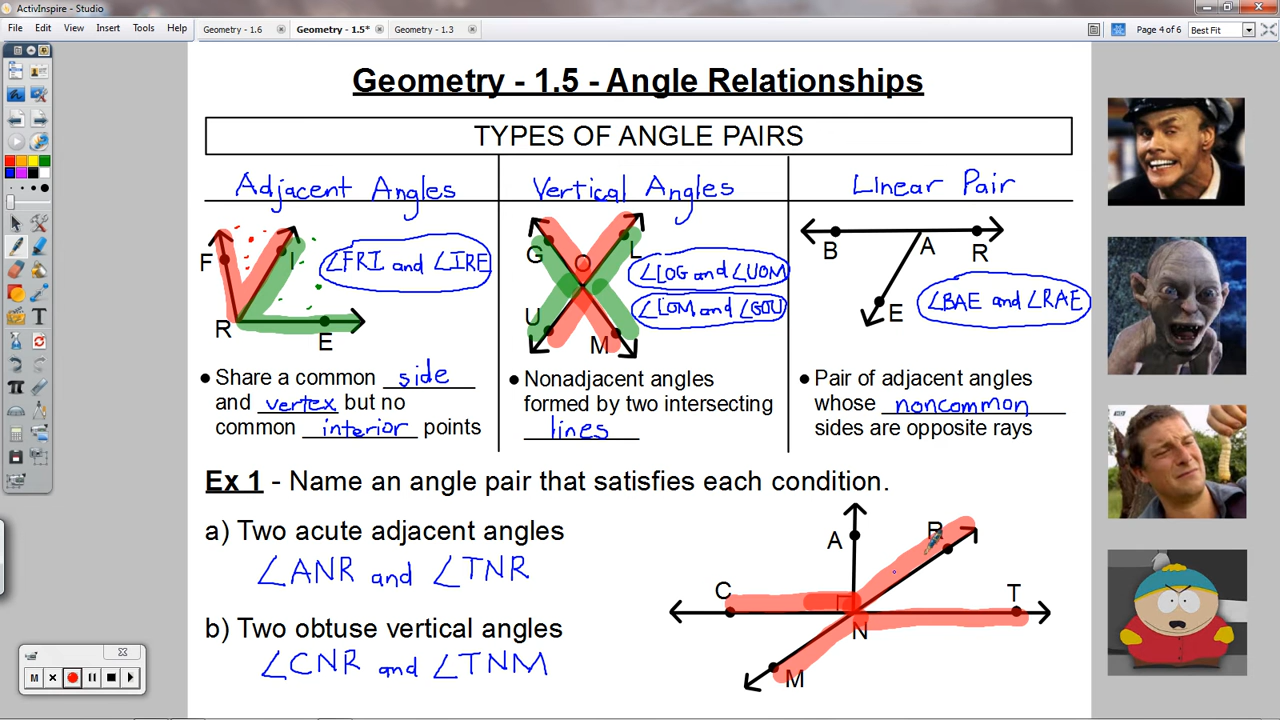 ActivInspire - Studio
File Edit View Insert Tools Help
Geometry - 1.6
Geometry - 1.5*
Geometry - 1.3
Page 4 of 6
Best Fit
Geometry - 1.5 - Angle Relationships
TYPES OF ANGLE PAIRS
Adjacent Angles
F
I
R
E
∠FRI and ∠IRE
• Share a common side
and vertex but no
common interior points
Vertical Angles
G
O
L
U
M
∠LOG and ∠UOM
∠LOM and ∠GOU
• Nonadjacent angles
formed by two intersecting
lines
Linear Pair
B
A
R
E
∠BAE and ∠RAE
• Pair of adjacent angles
whose noncommon
sides are opposite rays
Ex 1 - Name an angle pair that satisfies each condition.
a) Two acute adjacent angles
∠ANR and ∠TNR
b) Two obtuse vertical angles
∠CNR and ∠TNM
A
R
C
T
N
M
M